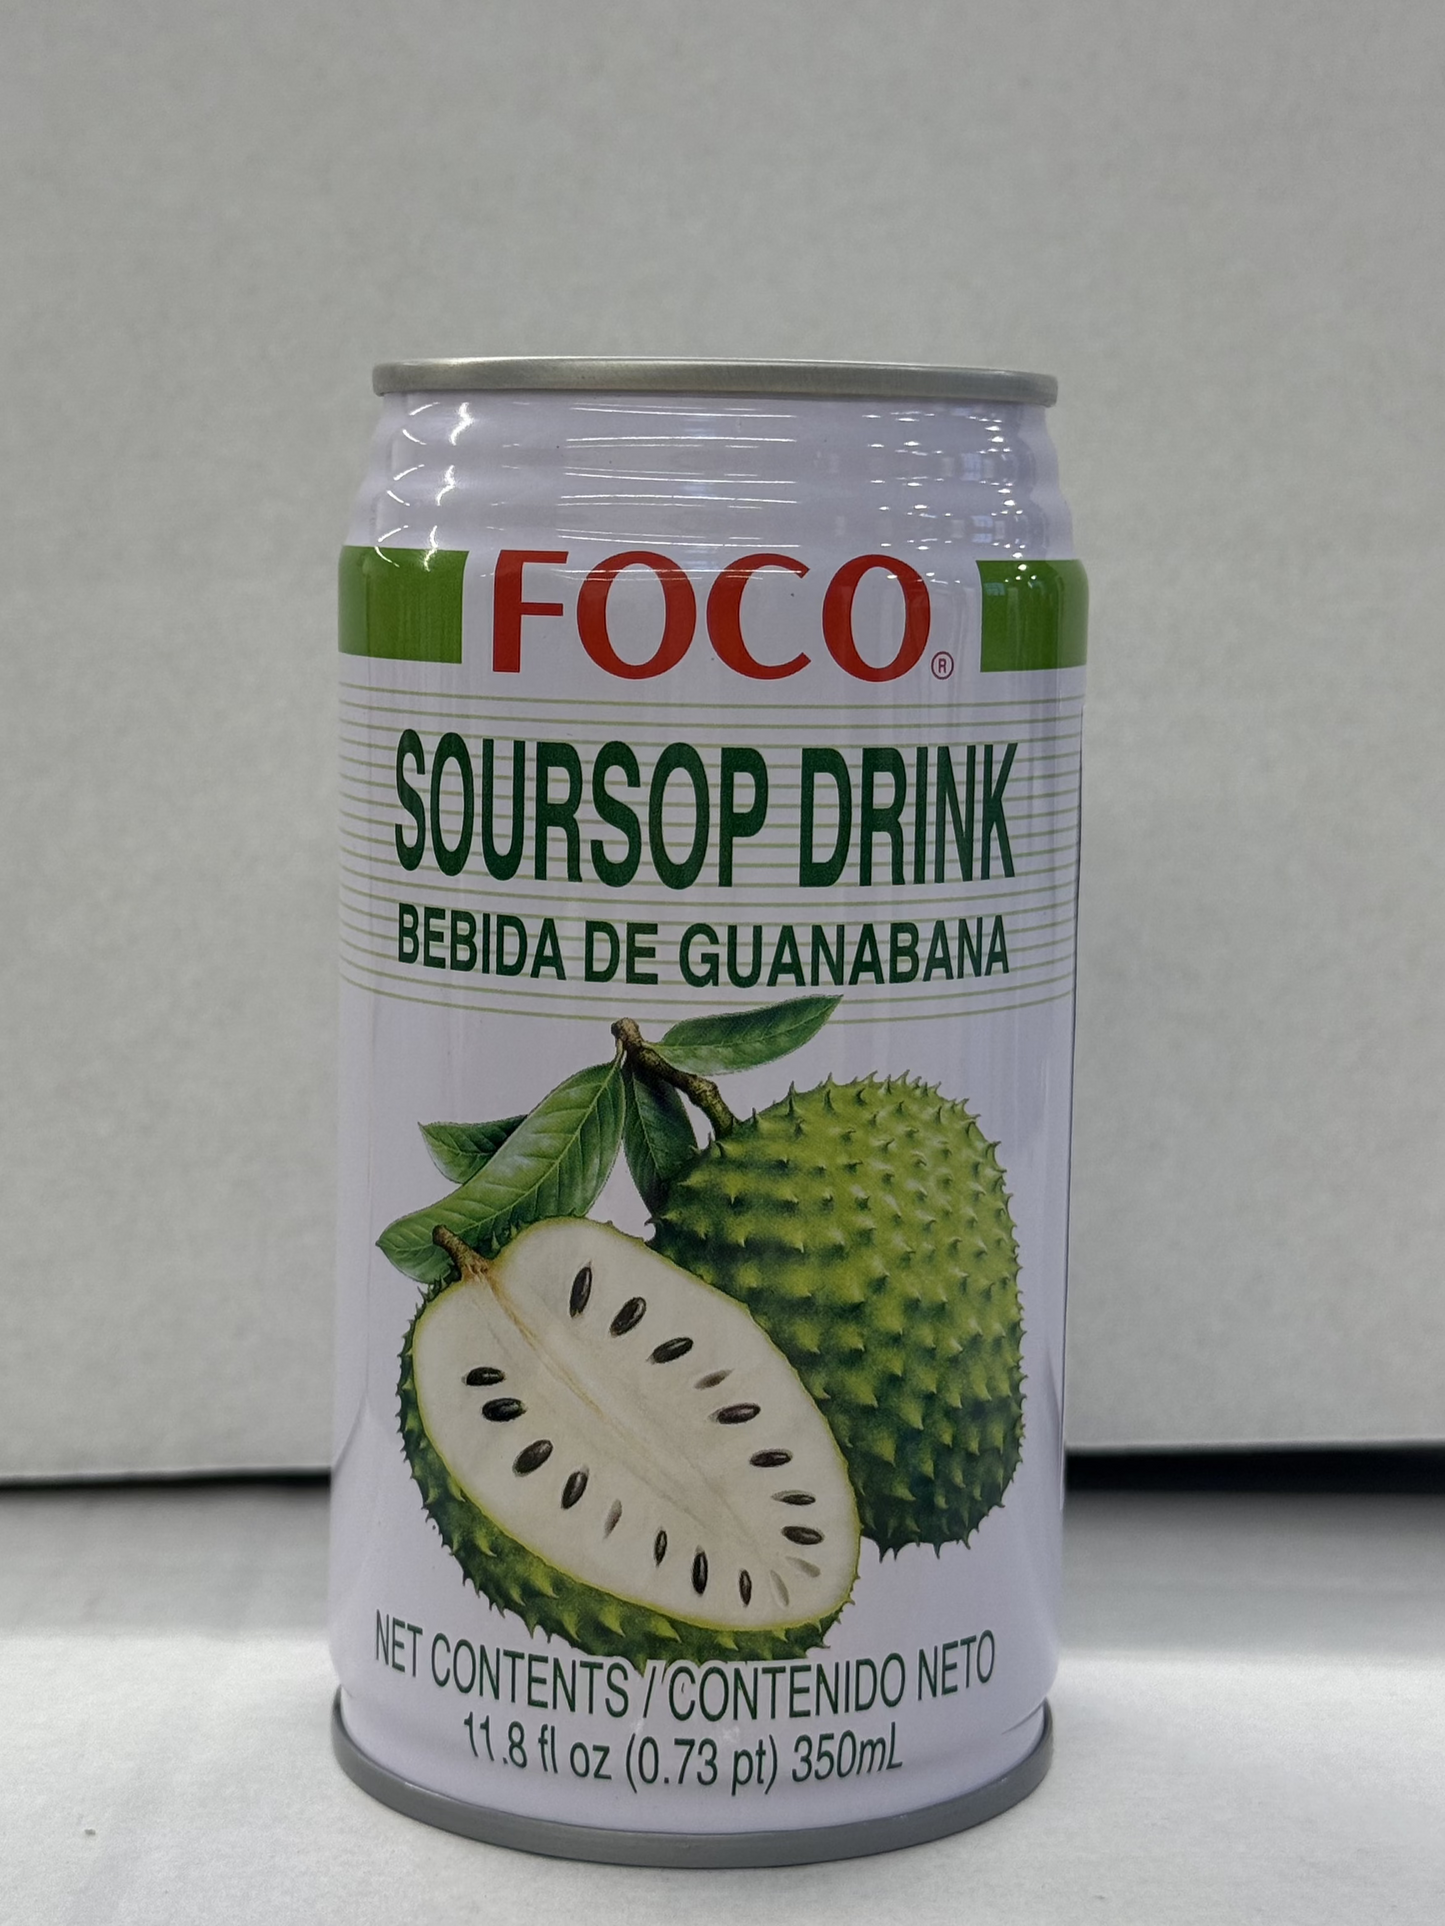 FOCO®
SOURSOP DRINK
BEBIDA DE GUANABANA
NET CONTENTS / CONTENIDO NETO
11.8 fl oz (0.73 pt) 350mL